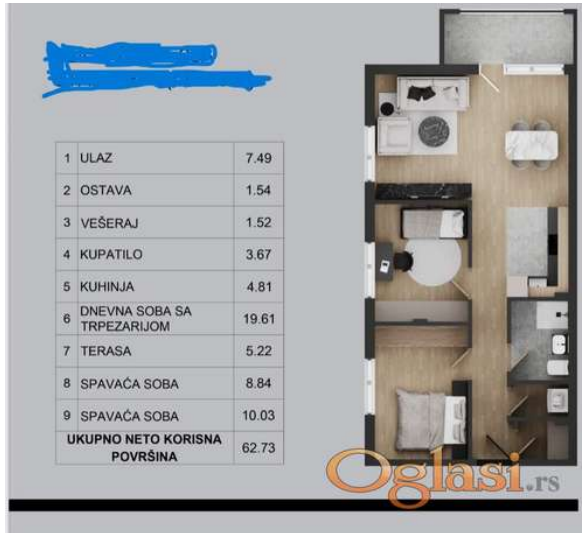 1 ULAZ 7.49
2 OSTAVA 1.54
3 VEŠERAJ 1.52
4 KUPATILO 3.67
5 KUHINJA 4.81
6 DNEVNA SOBA SA
TRPEZARIJOM 19.61
7 TERASA 5.22
8 SPAVAĆA SOBA 8.84
9 SPAVAĆA SOBA 10.03
UKUPNO NETO KORISNA
POVRŠINA 62.73
Oglasi.rs